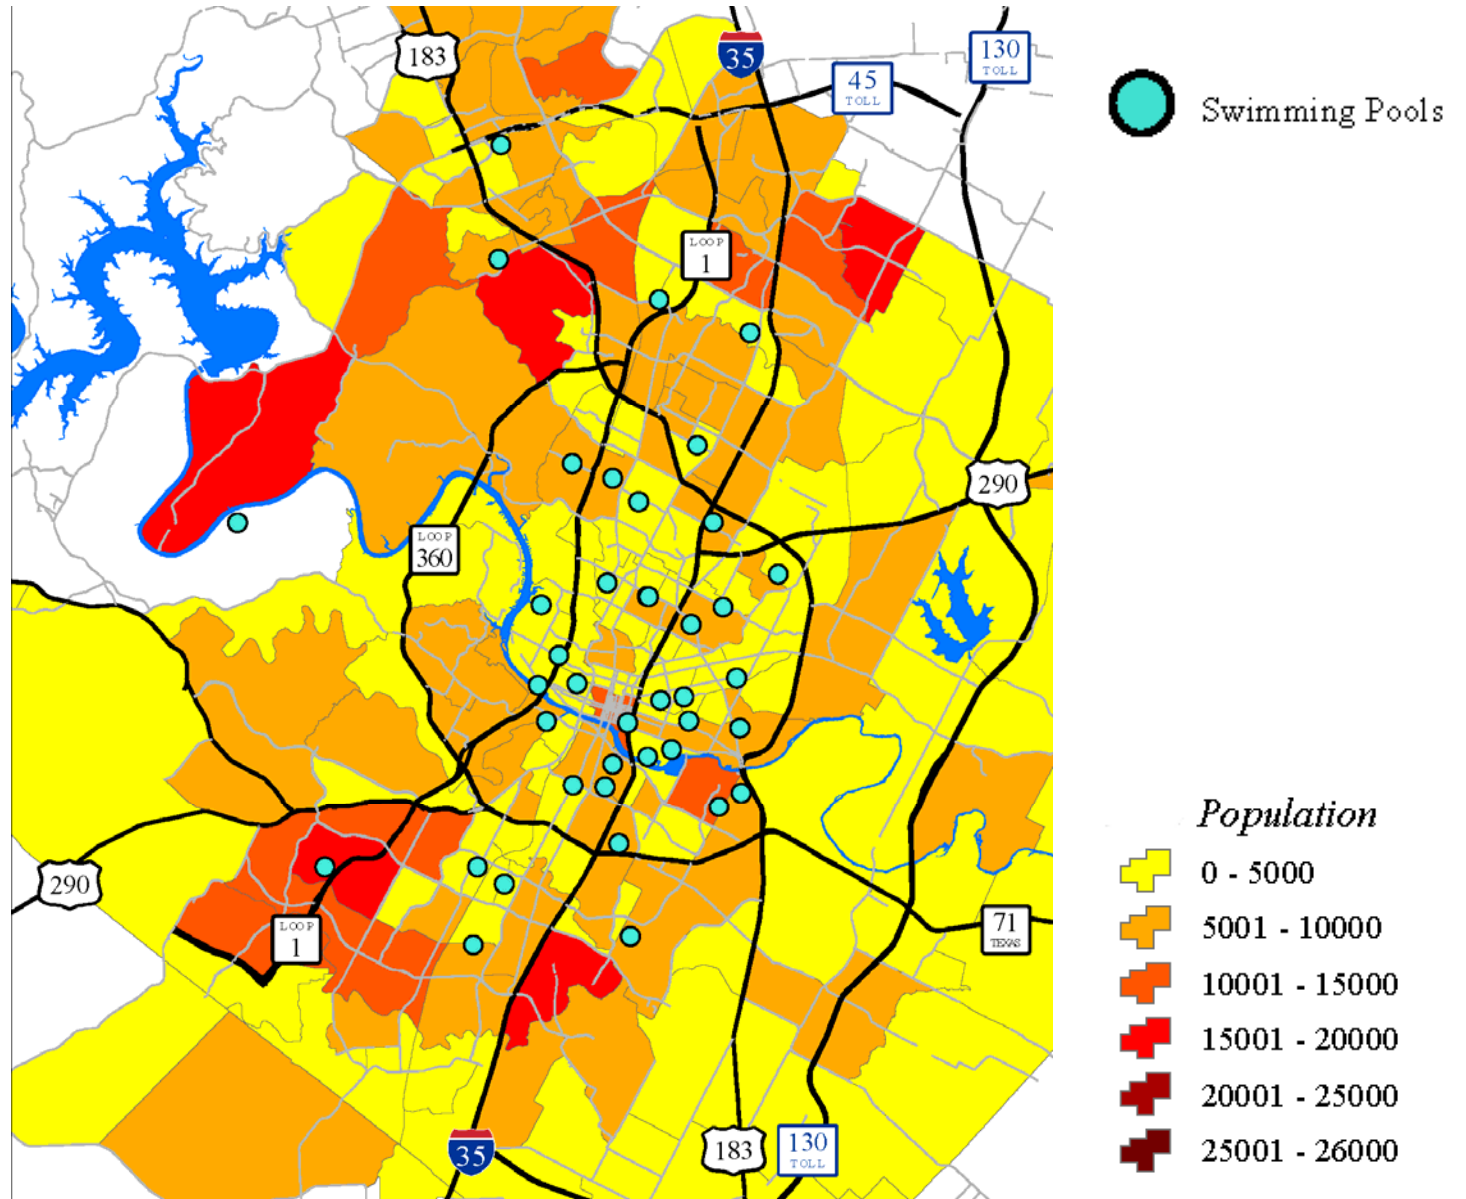 183
35
130
TOLL
45
TOLL
Swimming Pools
LOOP
1
290
LOOP
360
Population
0 - 5000
290
5001 - 10000
LOOP
1
71
TEXAS
10001 - 15000
15001 - 20000
20001 - 25000
35
183
130
TOLL
25001 - 26000